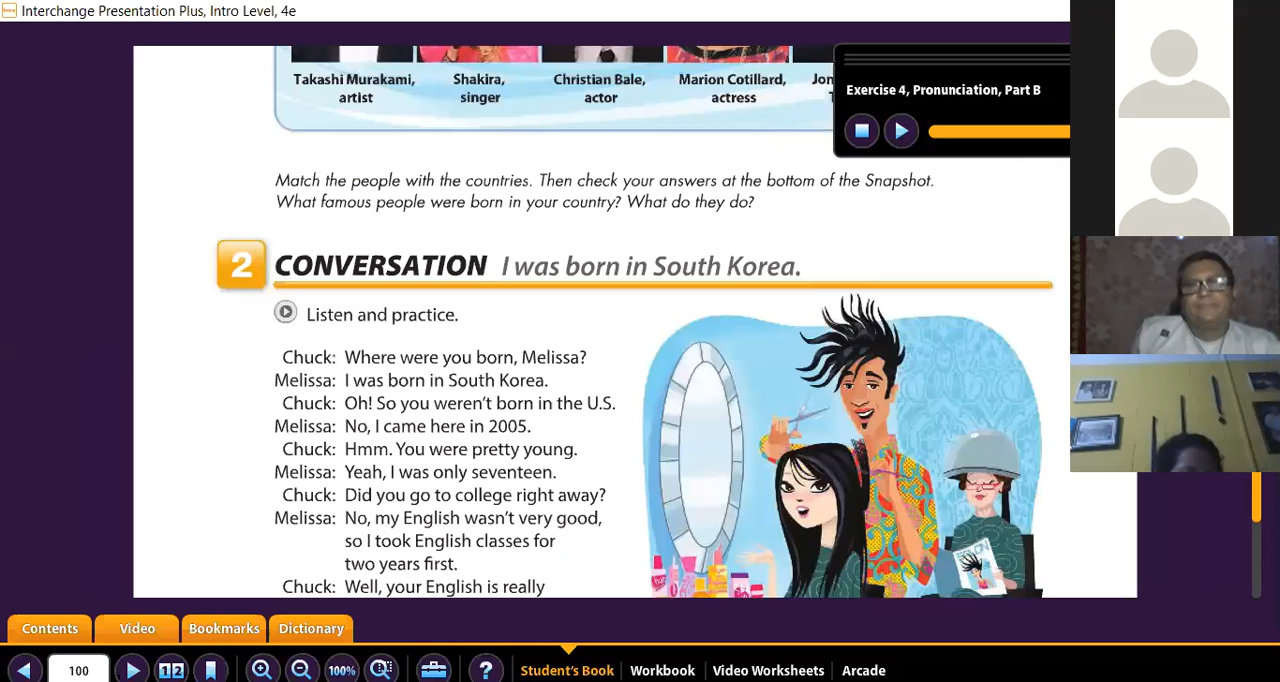 Interchange Presentation Plus, Intro Level, 4e
Takashi Murakami,
artist
Shakira,
singer
Christian Bale,
actor
Marion Cotillard,
actress
Exercise 4, Pronunciation, Part B
Match the people with the countries. Then check your answers at the bottom of the Snapshot.
What famous people were born in your country? What do they do?
2 CONVERSATION I was born in South Korea.
Listen and practice.
Chuck: Where were you born, Melissa?
Melissa: I was born in South Korea.
Chuck: Oh! So you weren't born in the U.S.
Melissa: No, I came here in 2005.
Chuck: Hmm. You were pretty young.
Melissa: Yeah, I was only seventeen.
Chuck: Did you go to college right away?
Melissa: No, my English wasn't very good,
so I took English classes for
two years first.
Chuck: Well, your English is really
Contents Video Bookmarks Dictionary
100 1 2 100% ? Student's Book Workbook Video Worksheets Arcade